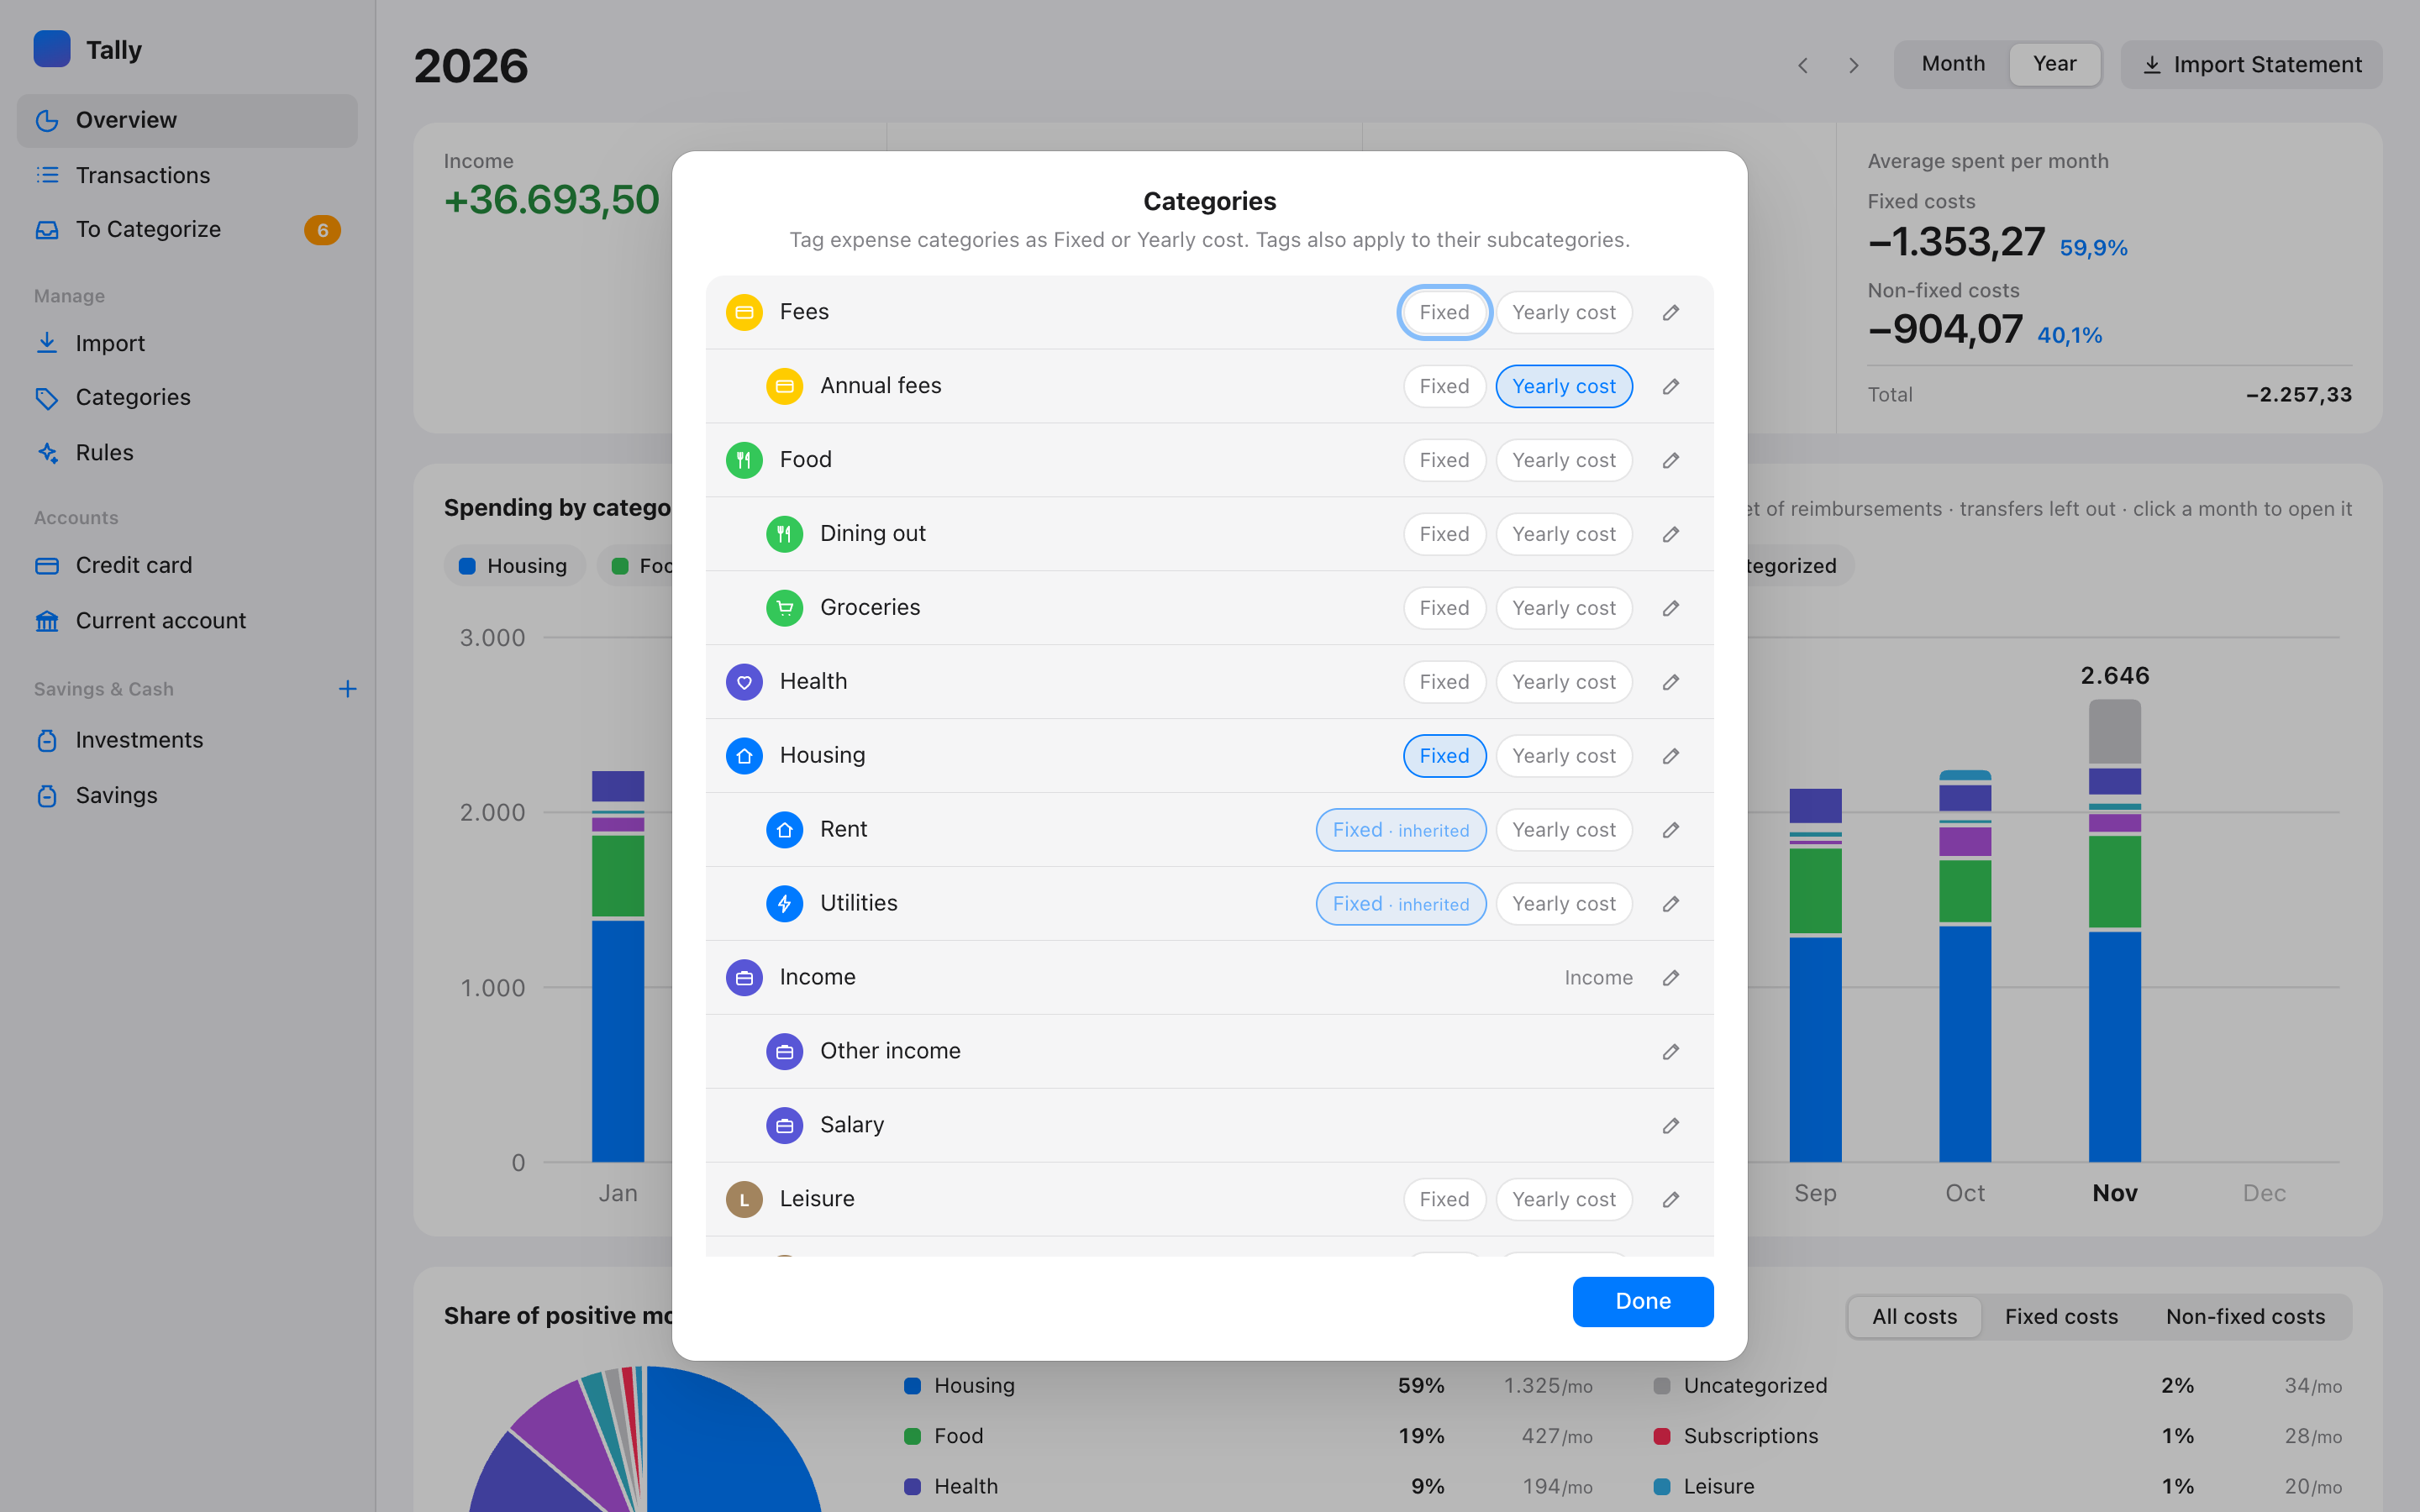 Tally
Overview
Transactions
To Categorize 6
Manage
Import
Categories
Rules
Accounts
Credit card
Current account
Savings & Cash
Investments
Savings
2026
Month Year Import Statement
Income
+36.693,50
Average spent per month
Fixed costs
−1.353,27 59,9%
Non-fixed costs
−904,07 40,1%
Total −2.257,33
Categories
Tag expense categories as Fixed or Yearly cost. Tags also apply to their subcategories.
Fees Fixed Yearly cost
Annual fees Fixed Yearly cost
Food Fixed Yearly cost
Dining out Fixed Yearly cost
Groceries Fixed Yearly cost
Health Fixed Yearly cost
Housing Fixed Yearly cost
Rent Fixed · inherited Yearly cost
Utilities Fixed · inherited Yearly cost
Income Income
Other income
Salary
L Leisure Fixed Yearly cost
Done
Spending by catego
of reimbursements · transfers left out · click a month to open it
Housing Foo
tegorized
3.000
2.000
1.000
0
2.646
Jan Sep Oct Nov Dec
Share of positive mo
All costs Fixed costs Non-fixed costs
Housing 59% 1.325/mo
Food 19% 427/mo
Health 9% 194/mo
Uncategorized 2% 34/mo
Subscriptions 1% 28/mo
Leisure 1% 20/mo